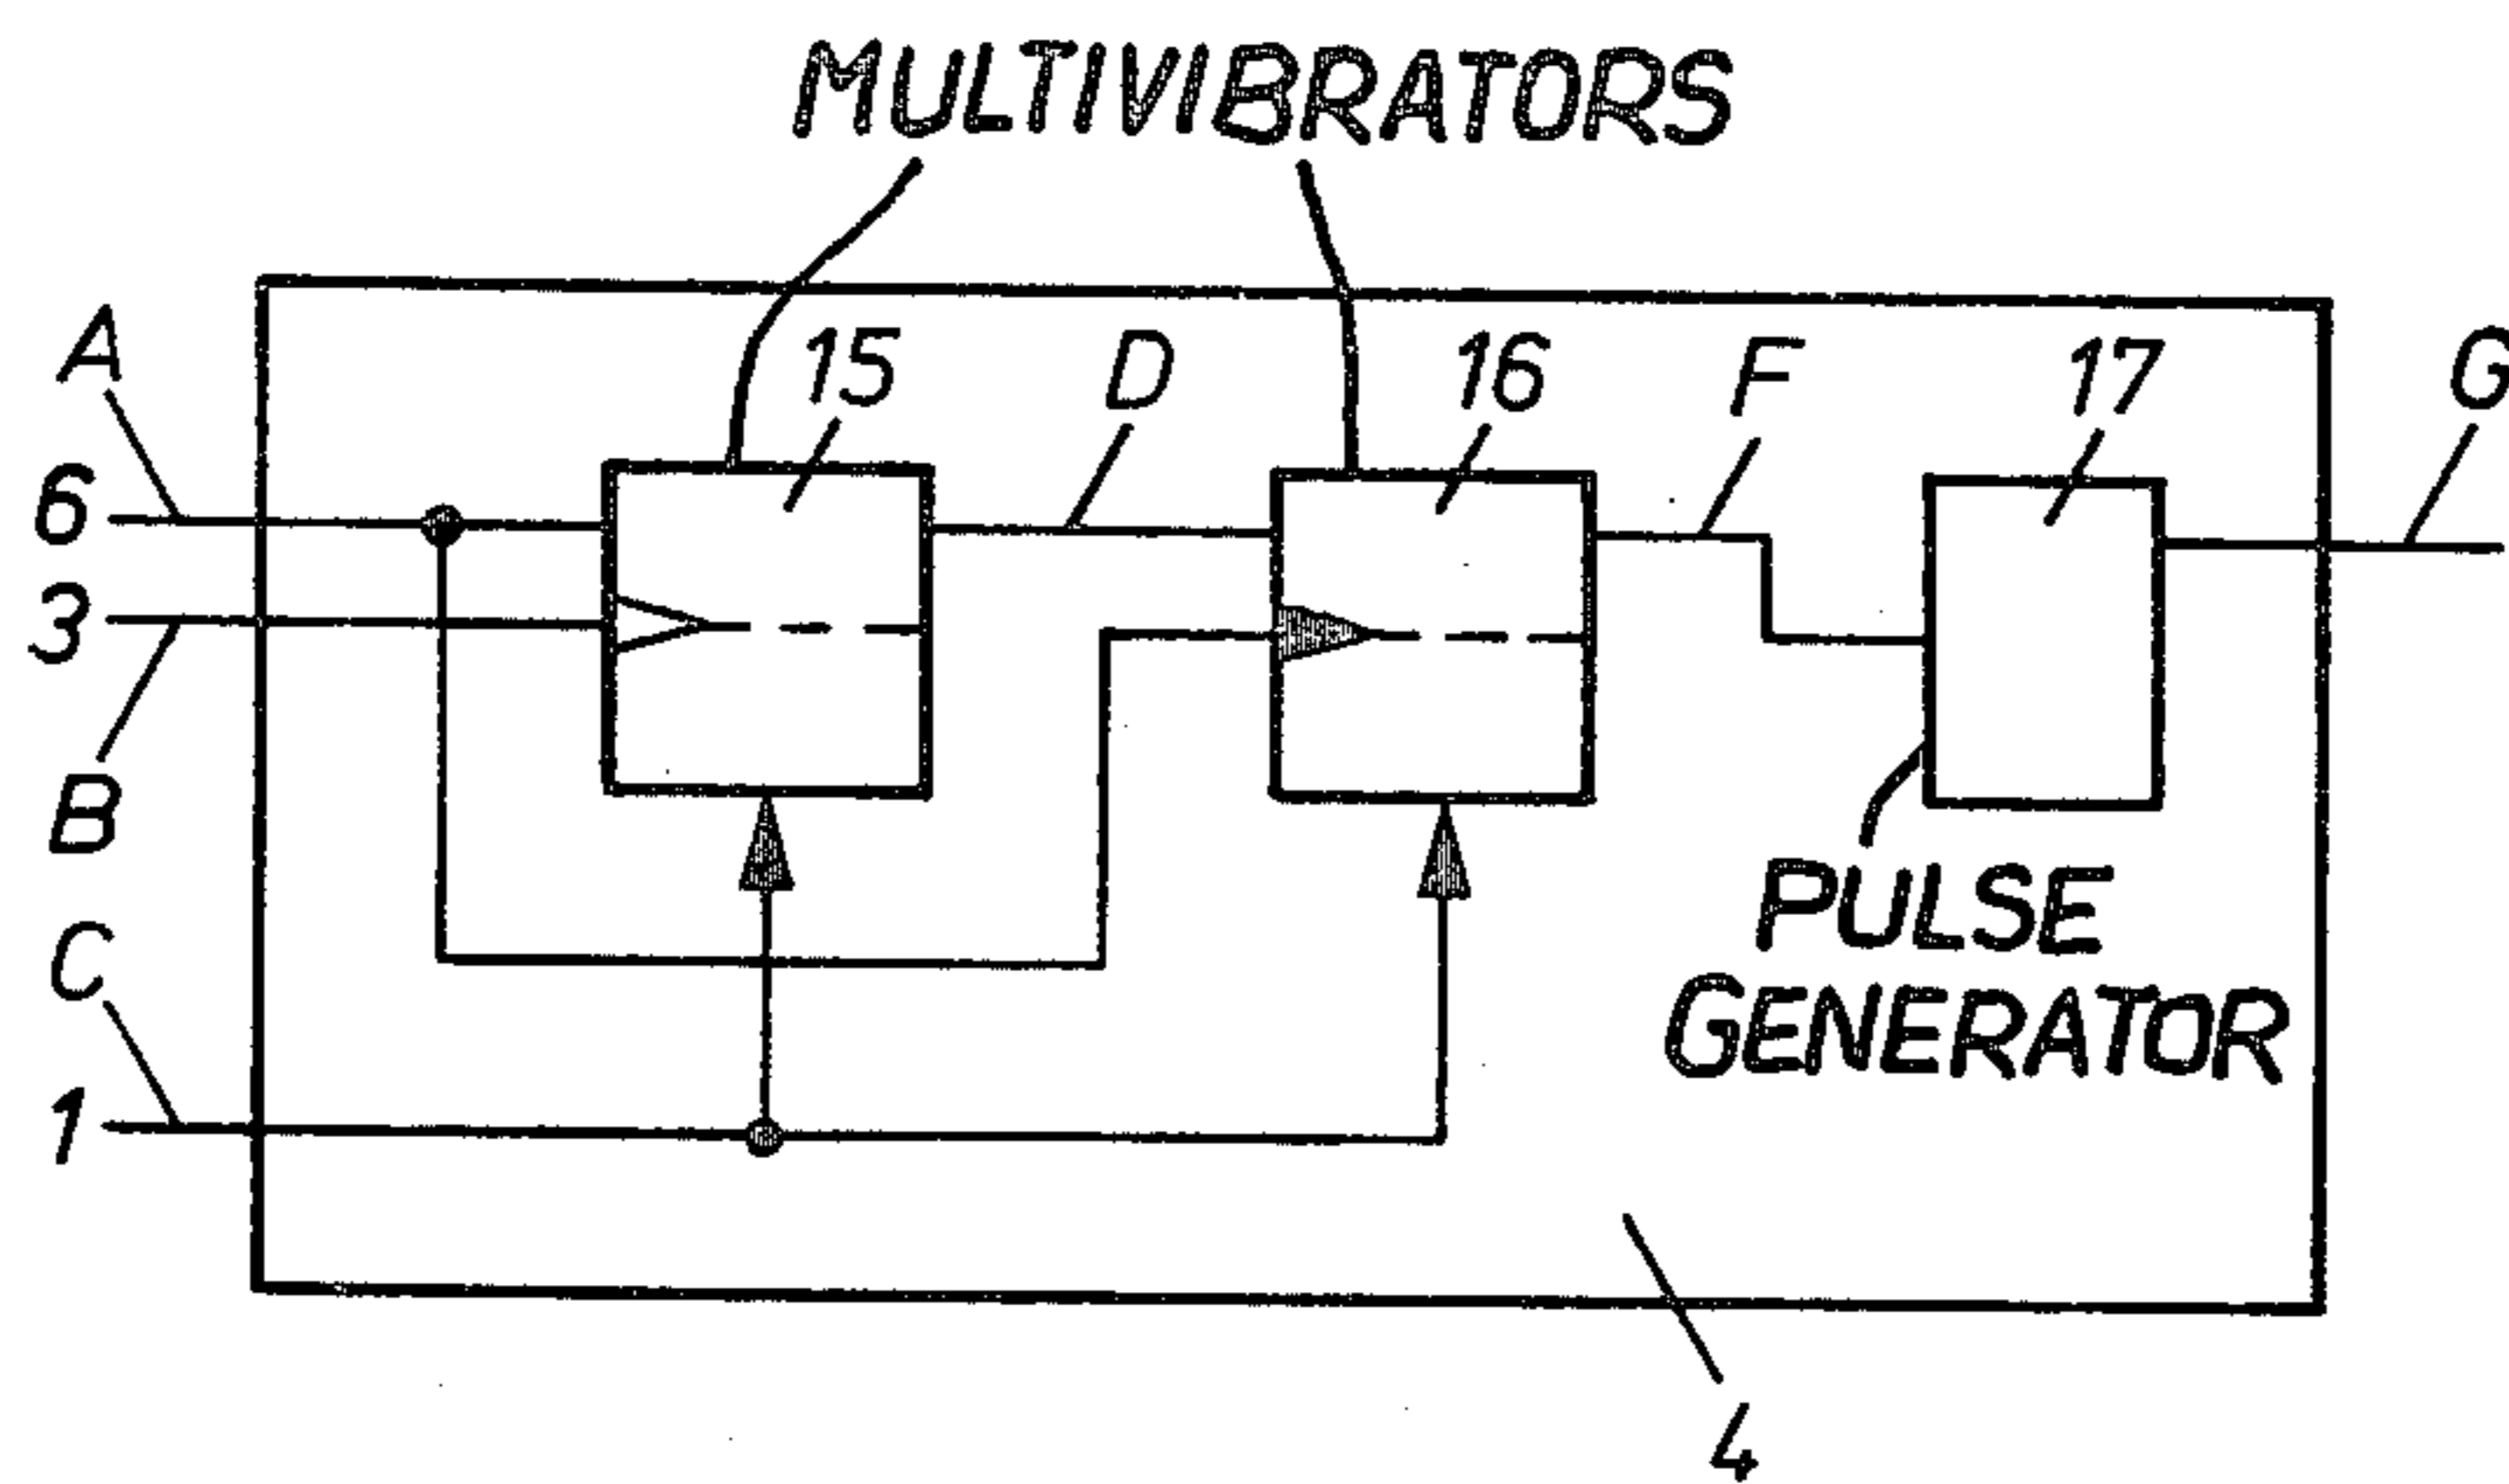 MULTIVIBRATORS
A
15
D
16
F
17
G
6
3
B
C
PULSE
GENERATOR
1
4